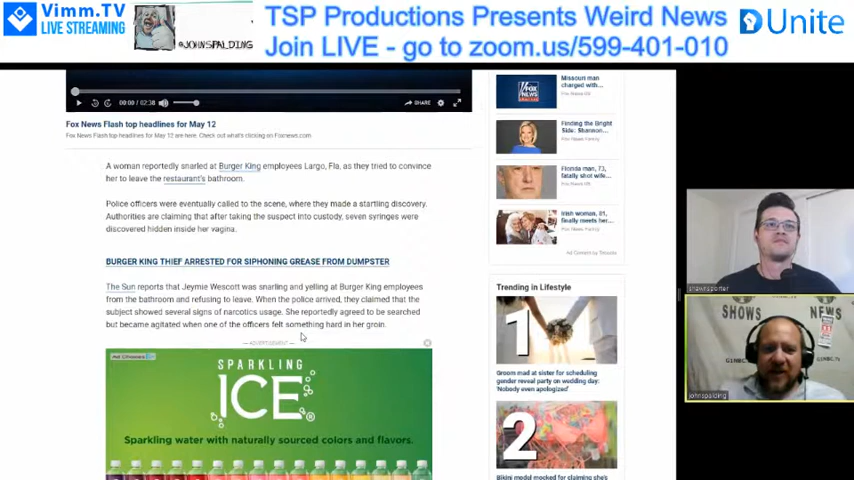 Vimm.TV
LIVE STREAMING
@JOHNSPALDING
TSP Productions Presents Weird News
Join LIVE - go to zoom.us/599-401-010
Unite
00:00 / 02:38
SHARE
Fox News Flash top headlines for May 12
Fox News Flash top headlines for May 12 are here. Check out what's clicking on Foxnews.com
A woman reportedly snarled at Burger King employees Largo, Fla, as they tried to convince
her to leave the restaurant's bathroom.
Police officers were eventually called to the scene, where they made a startling discovery.
Authorities are claiming that after taking the suspect into custody, seven syringes were
discovered hidden inside her vagina.
BURGER KING THIEF ARRESTED FOR SIPHONING GREASE FROM DUMPSTER
The Sun reports that Jeymie Wescott was snarling and yelling at Burger King employees
from the bathroom and refusing to leave. When the police arrived, they claimed that the
subject showed several signs of narcotics usage. She reportedly agreed to be searched
but became agitated when one of the officers felt something hard in her groin.
ADVERTISEMENT
SPARKLING
ICE
Sparkling water with naturally sourced colors and flavors.
FOX
NEWS
Missouri man
charged with...
Finding the Bright
Side: Shannon...
Florida man, 73,
fatally shot wife...
Irish woman, 81,
finally meets her...
Ad Content by Taboola
Trending in Lifestyle
1
Groom mad at sister for scheduling
gender reveal party on wedding day:
'Nobody even apologized'
2
Bikini model mocked for claiming she's
shawnsporter
SHOWS
johnspalding